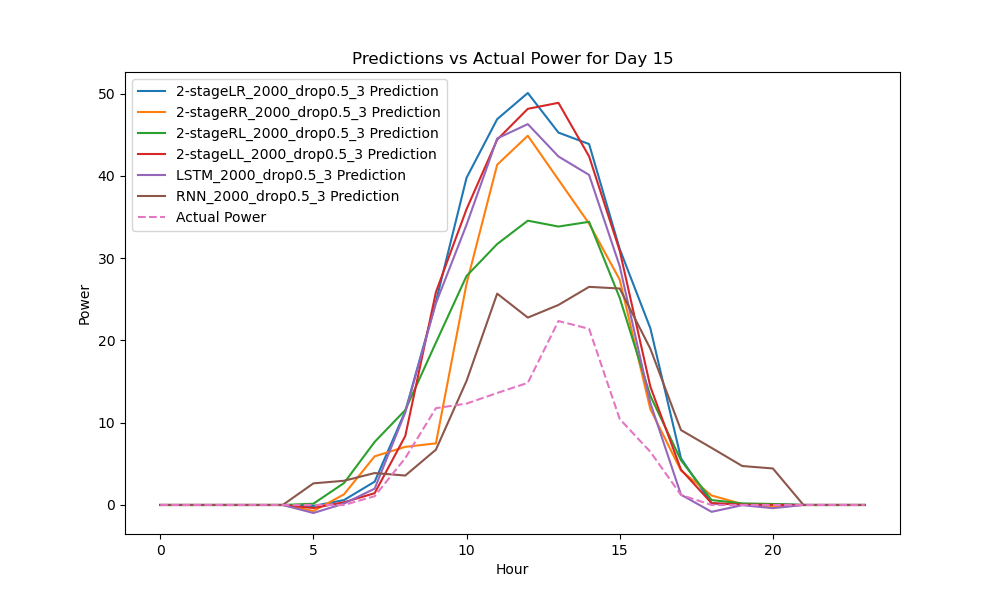 Predictions vs Actual Power for Day 15
2-stageLR_2000_drop0.5_3 Prediction
2-stageRR_2000_drop0.5_3 Prediction
2-stageRL_2000_drop0.5_3 Prediction
2-stageLL_2000_drop0.5_3 Prediction
LSTM_2000_drop0.5_3 Prediction
RNN_2000_drop0.5_3 Prediction
Actual Power
Power
50
40
30
20
10
0
0 5 10 15 20
Hour